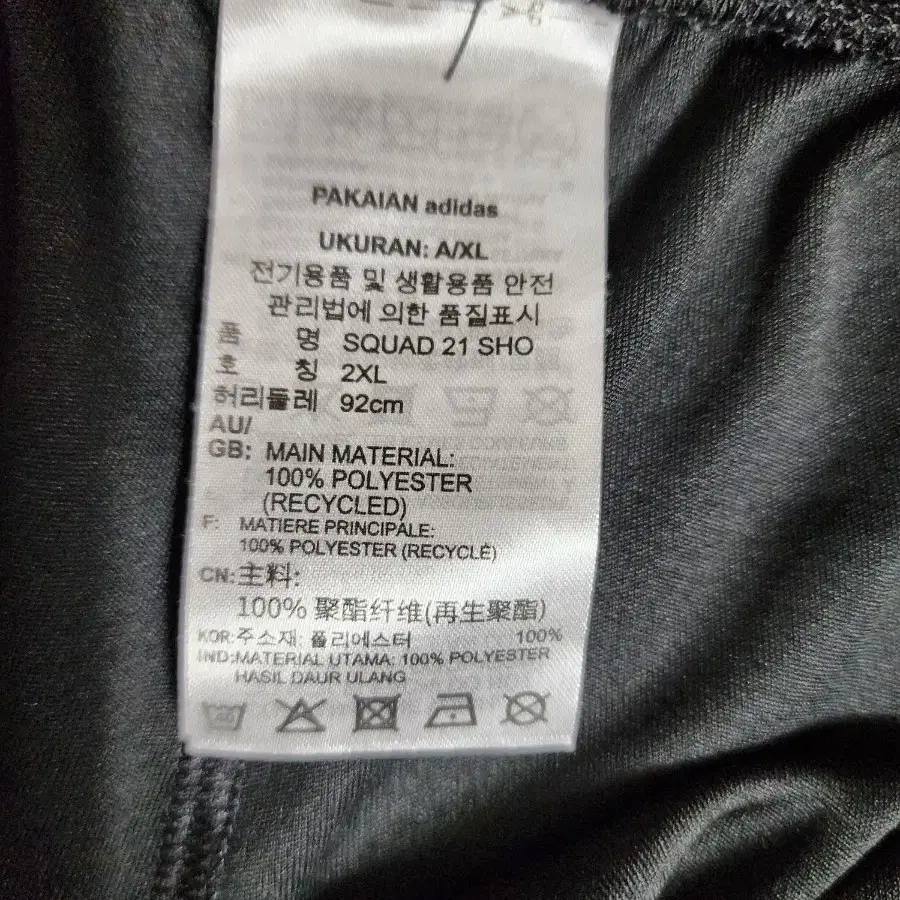 PAKAIAN adidas
UKURAN: A/XL
전기용품 및 생활용품 안전
관리법에 의한 품질표시
품 명 SQUAD 21 SHO
호 칭 2XL
허리둘레 92cm
AU/
GB: MAIN MATERIAL:
100% POLYESTER
(RECYCLED)
F: MATIERE PRINCIPALE:
100% POLYESTER (RECYCLÉ)
CN:主料:
100% 聚酯纤维(再生聚酯)
KOR:주소재: 폴리에스터 100%
IND:MATERIAL UTAMA: 100% POLYESTER
HASIL DAUR ULANG